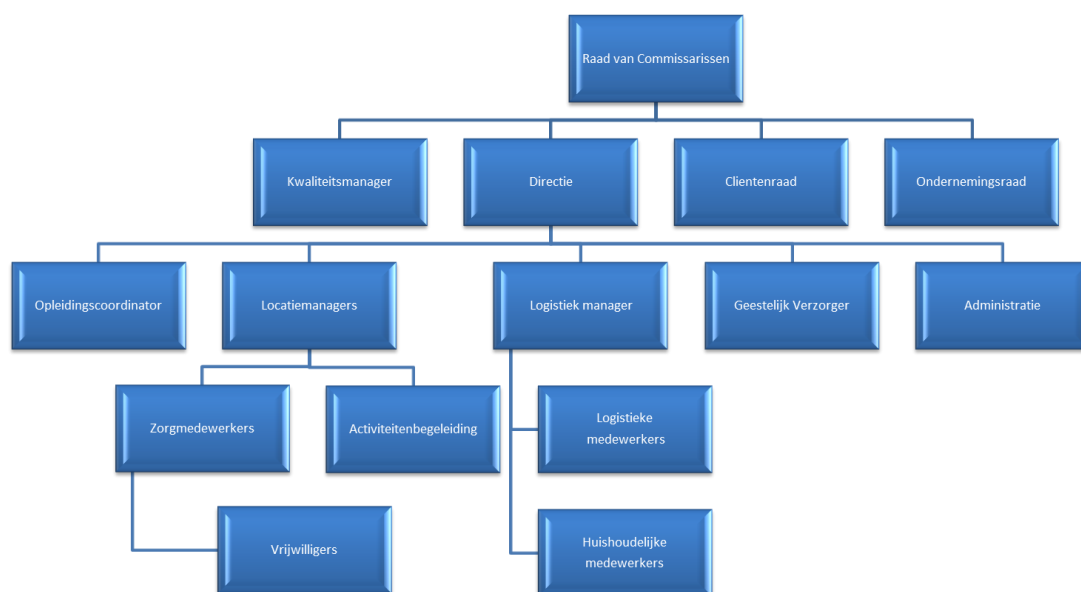 Raad van Commissarissen
Kwaliteitsmanager
Directie
Clientenraad
Ondernemingsraad
Opleidingscoordinator
Locatiemanagers
Logistiek manager
Geestelijk Verzorger
Administratie
Zorgmedewerkers
Activiteitenbegeleiding
Logistieke
medewerkers
Vrijwilligers
Huishoudelijke
medewerkers